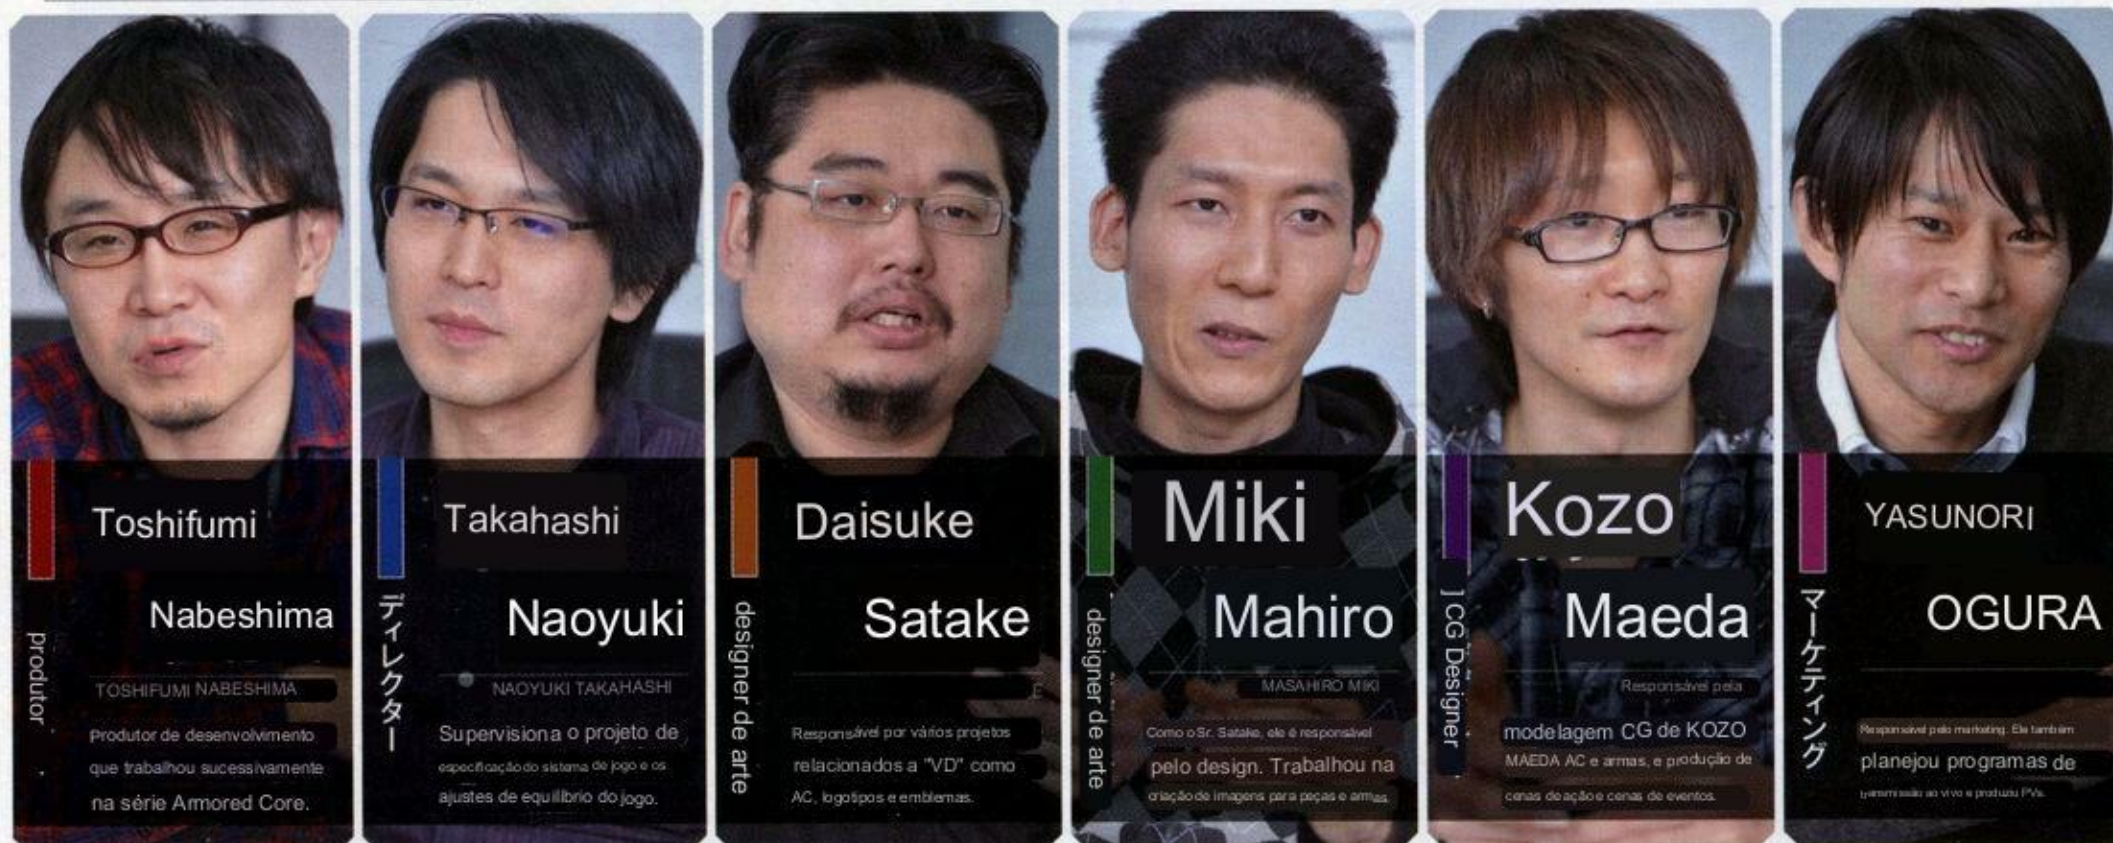 Toshifumi
Nabeshima
produtor
TOSHIFUMI NABESHIMA
Produtor de desenvolvimento
que trabalhou sucessivamente
na série Armored Core.
Takahashi
Naoyuki
ディレクター
NAOYUKI TAKAHASHI
Supervisiona o projeto de
especificação do sistema de jogo e os
ajustes de equilíbrio do jogo.
Daisuke
Satake
designer de arte
Responsável por vários projetos
relacionados a "VD" como
AC, logotipos e emblemas.
Miki
Mahiro
designer de arte
MASAHIRO MIKI
Como o Sr. Satake, ele é responsável
pelo design. Trabalhou na
criação de imagens para peças e armas.
Kozo
Maeda
] CG Designer
Responsável pela
modelagem CG de KOZO
MAEDA AC e armas, e produção de
cenas de ação e cenas de eventos.
YASUNORI
OGURA
マーケティング
Responsável pelo marketing. Ele também
planejou programas de
transmissão ao vivo e produziu PVs.